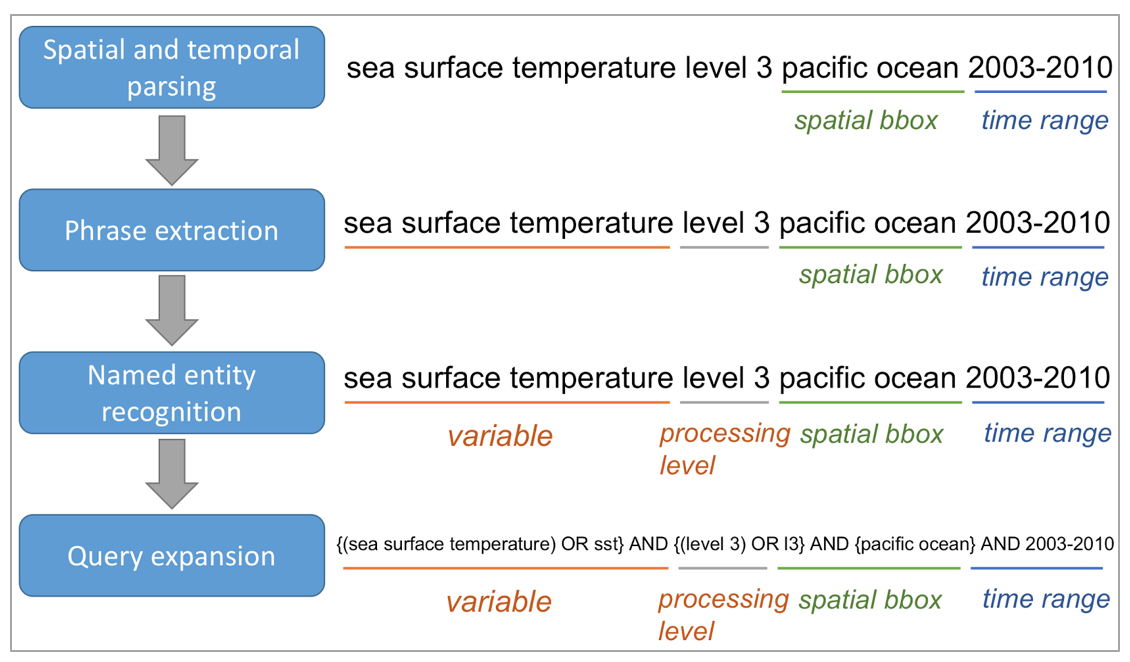 Spatial and temporal
parsing
sea surface temperature level 3 pacific ocean 2003-2010
spatial bbox time range
Phrase extraction
sea surface temperature level 3 pacific ocean 2003-2010
spatial bbox time range
Named entity
recognition
sea surface temperature level 3 pacific ocean 2003-2010
variable processing spatial bbox time range
level
Query expansion
{(sea surface temperature) OR sst} AND {(level 3) OR l3} AND {pacific ocean} AND 2003-2010
variable processing spatial bbox time range
level